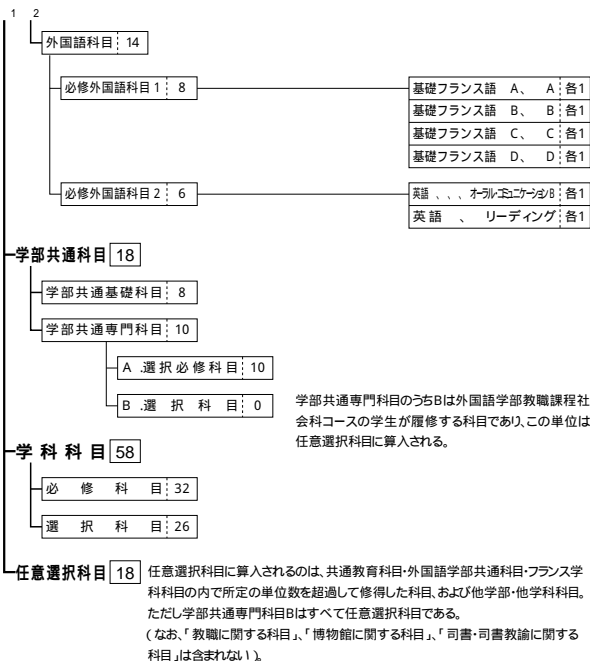 1 2
外国語科目 14
必修外国語科目1 8
基礎フランス語 A、 A 各1
基礎フランス語 B、 B 各1
基礎フランス語 C、 C 各1
基礎フランス語 D、 D 各1
必修外国語科目2 6
英語 、、、オーラル・コミュニケーションB 各1
英語 、 リーディング 各1
学部共通科目 18
学部共通基礎科目 8
学部共通専門科目 10
A .選択必修科目 10
B .選択科目 0
学部共通専門科目のうちBは外国語学部教職課程社
会科コースの学生が履修する科目であり、この単位は
任意選択科目に算入される。
学科科目 58
必修科目 32
選択科目 26
任意選択科目 18
任意選択科目に算入されるのは、共通教育科目・外国語学部共通科目・フランス学
科科目の内で所定の単位数を超過して修得した科目、および他学部・他学科科目。
ただし学部共通専門科目Bはすべて任意選択科目である。
(なお、「教職に関する科目」、「博物館に関する科目」、「司書・司書教諭に関する
科目」は含まれない)。